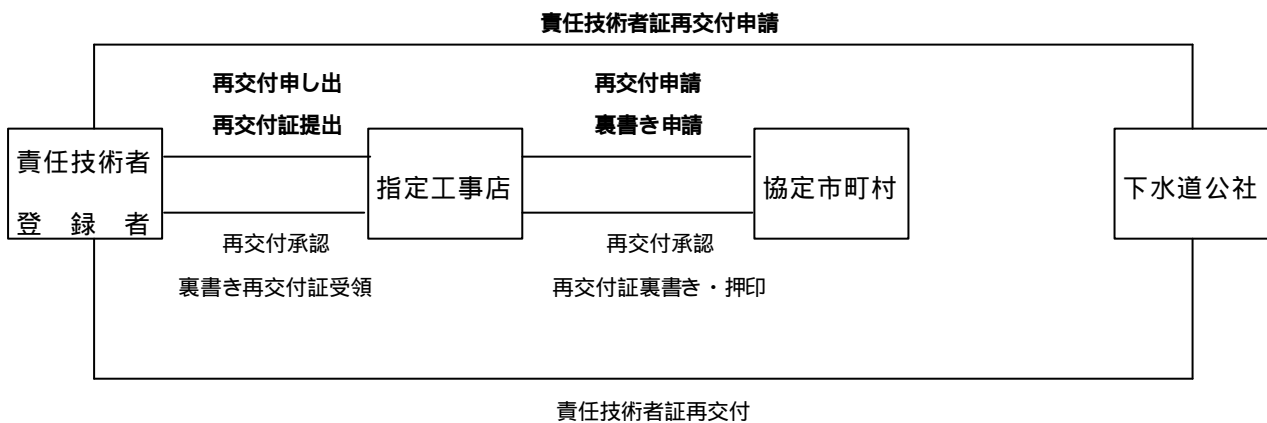 責任技術者証再交付申請
再交付申し出
再交付証提出
再交付申請
裏書き申請
責任技術者
登 録 者
指定工事店
協定市町村
下水道公社
再交付承認
裏書き再交付証受領
再交付承認
再交付証裏書き・押印
責任技術者証再交付